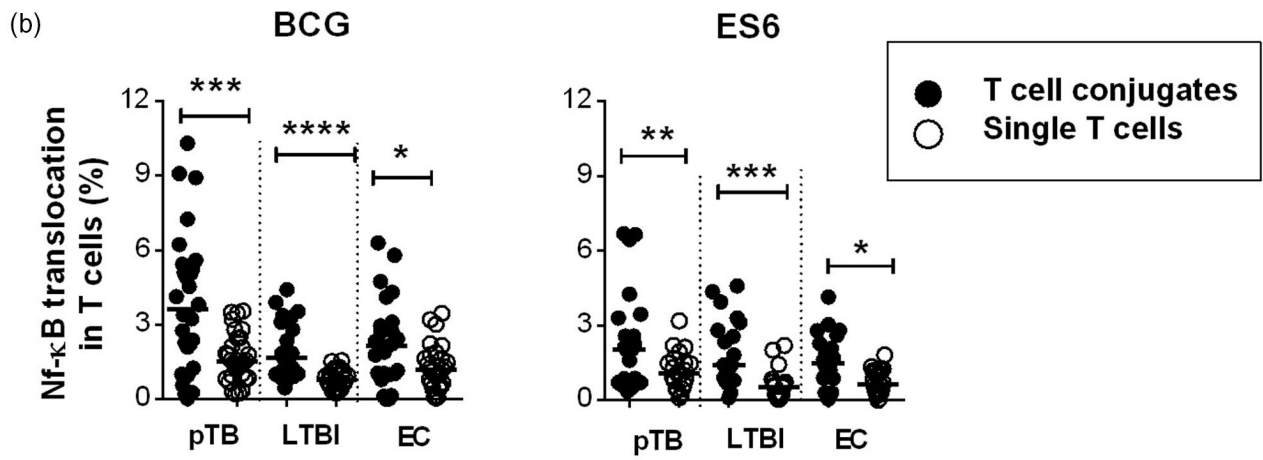 (b)
BCG
ES6
T cell conjugates
Single T cells
Nf-κB translocation
in T cells (%)
12
9
6
3
0
***
****
*
pTB
LTBI
EC
12
9
6
3
0
**
***
*
pTB
LTBI
EC